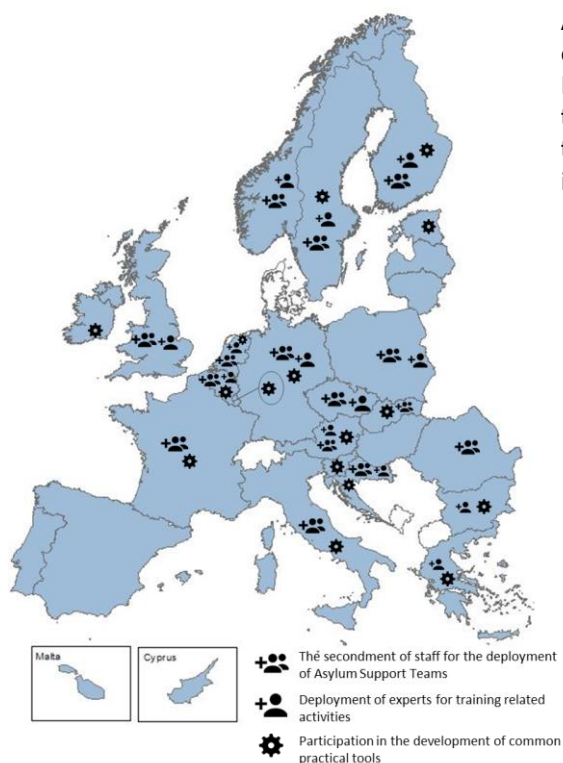 Malta
Cyprus
The secondment of staff for the deployment
of Asylum Support Teams
Deployment of experts for training related
activities
Participation in the development of common
practical tools